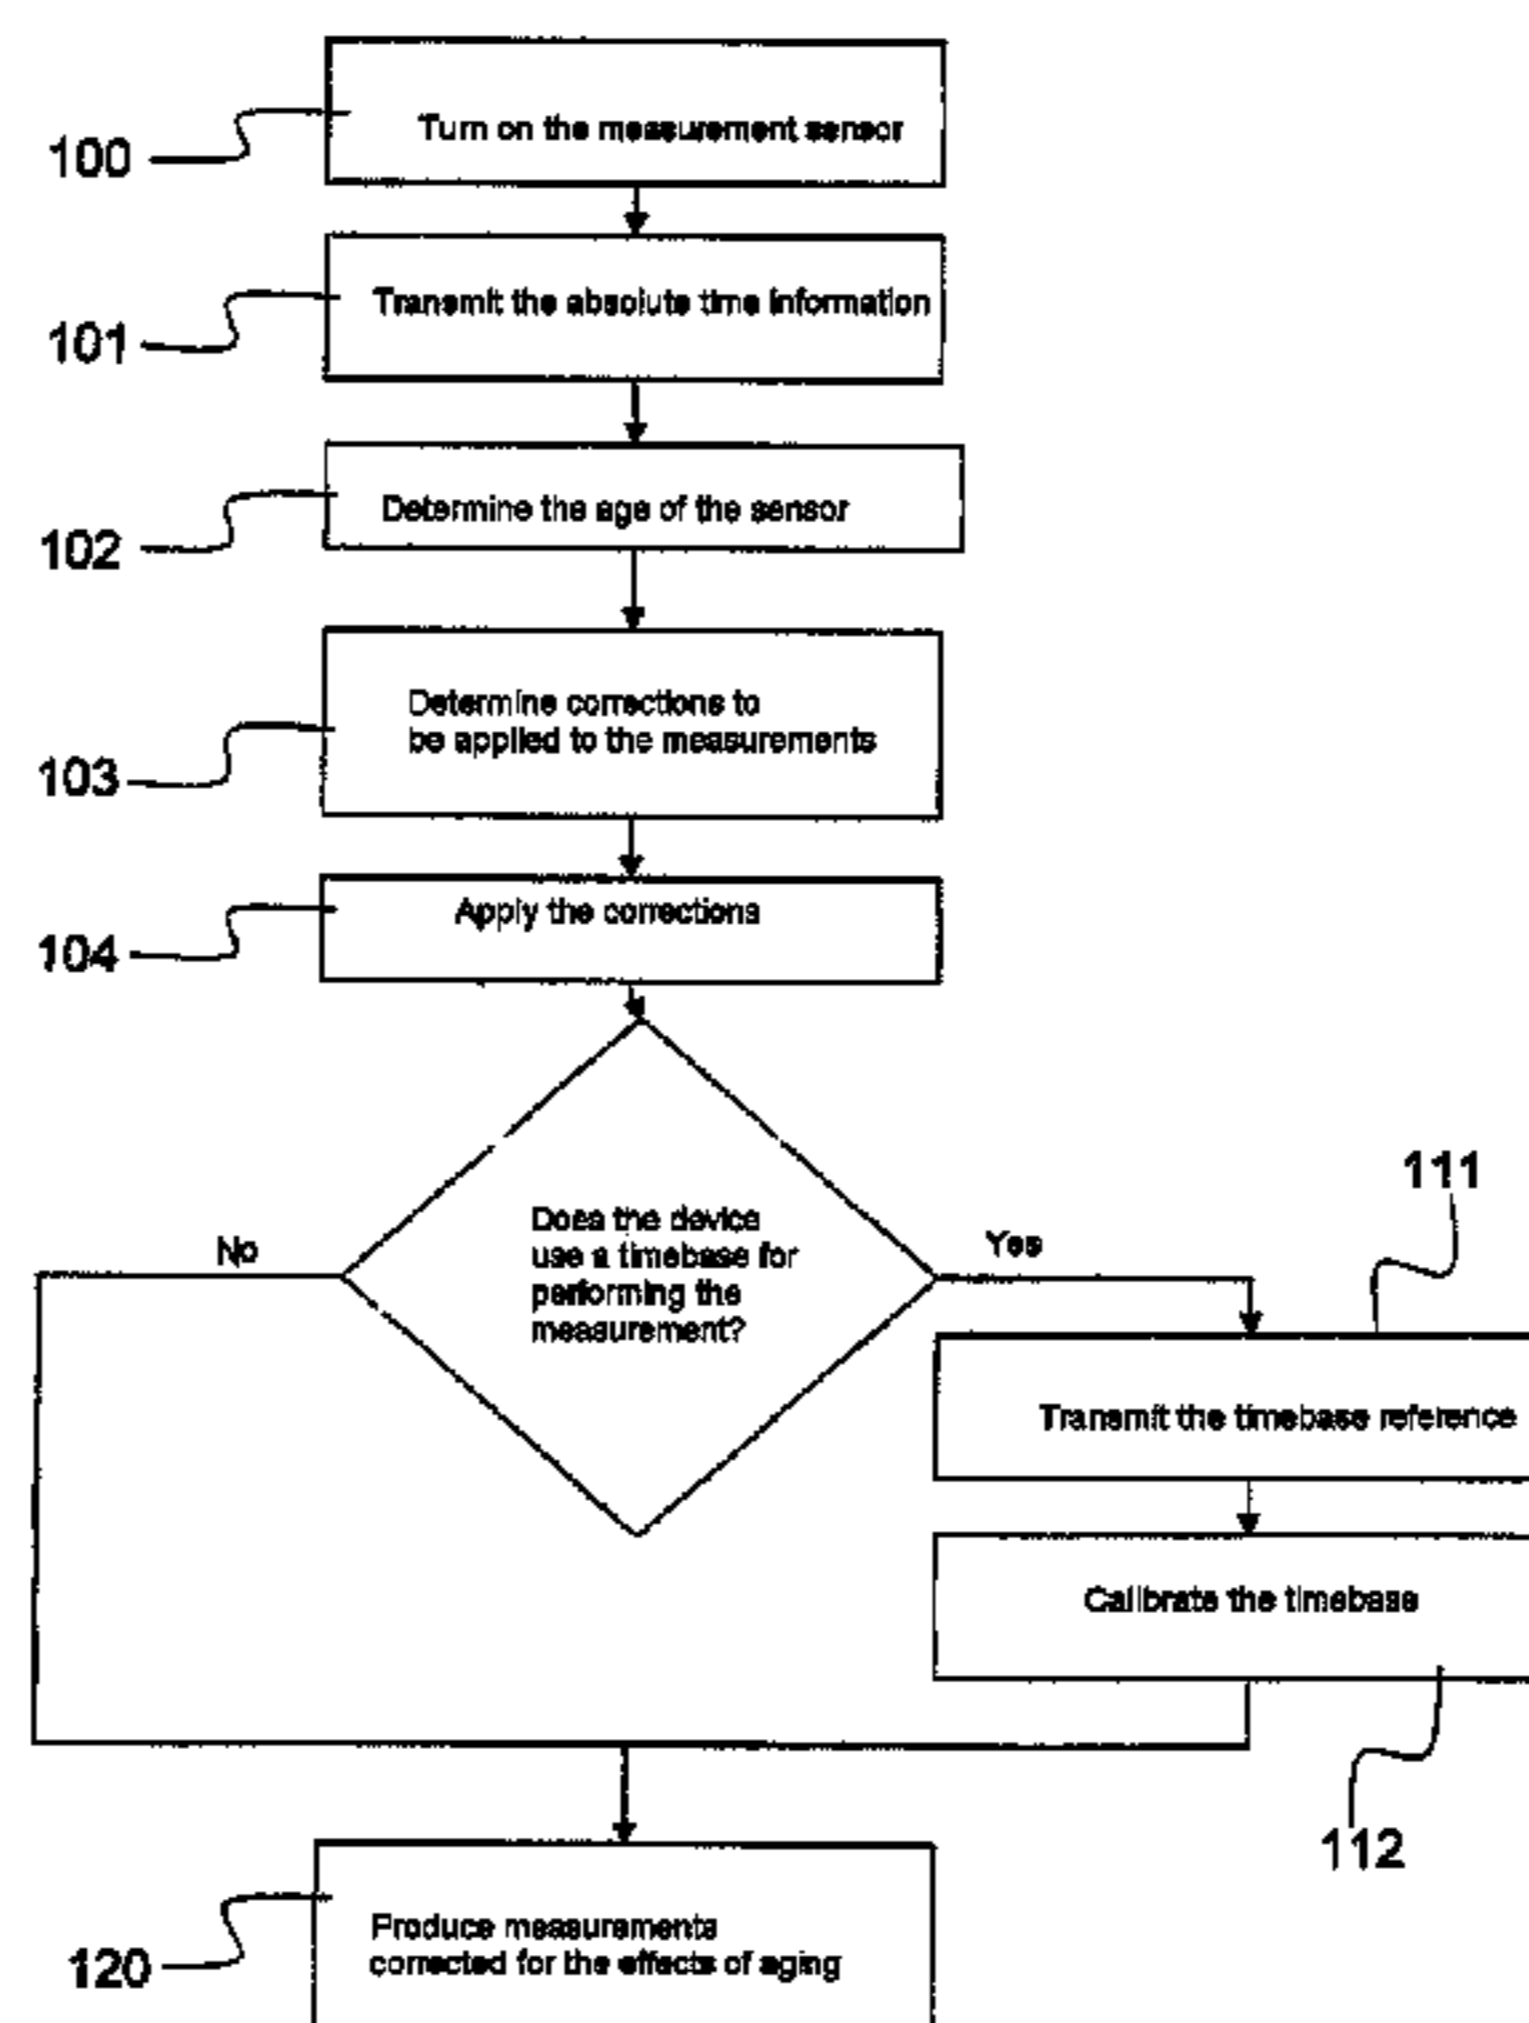 100
Turn on the measurement sensor
101
Transmit the absolute time information
102
Determine the age of the sensor
103
Determine corrections to
be applied to the measurements
104
Apply the corrections
Does the device
use a timebase for
performing the
measurement?
No
Yes
111
Transmit the timebase reference
Calibrate the timebase
112
120
Produce measurements
corrected for the effects of aging